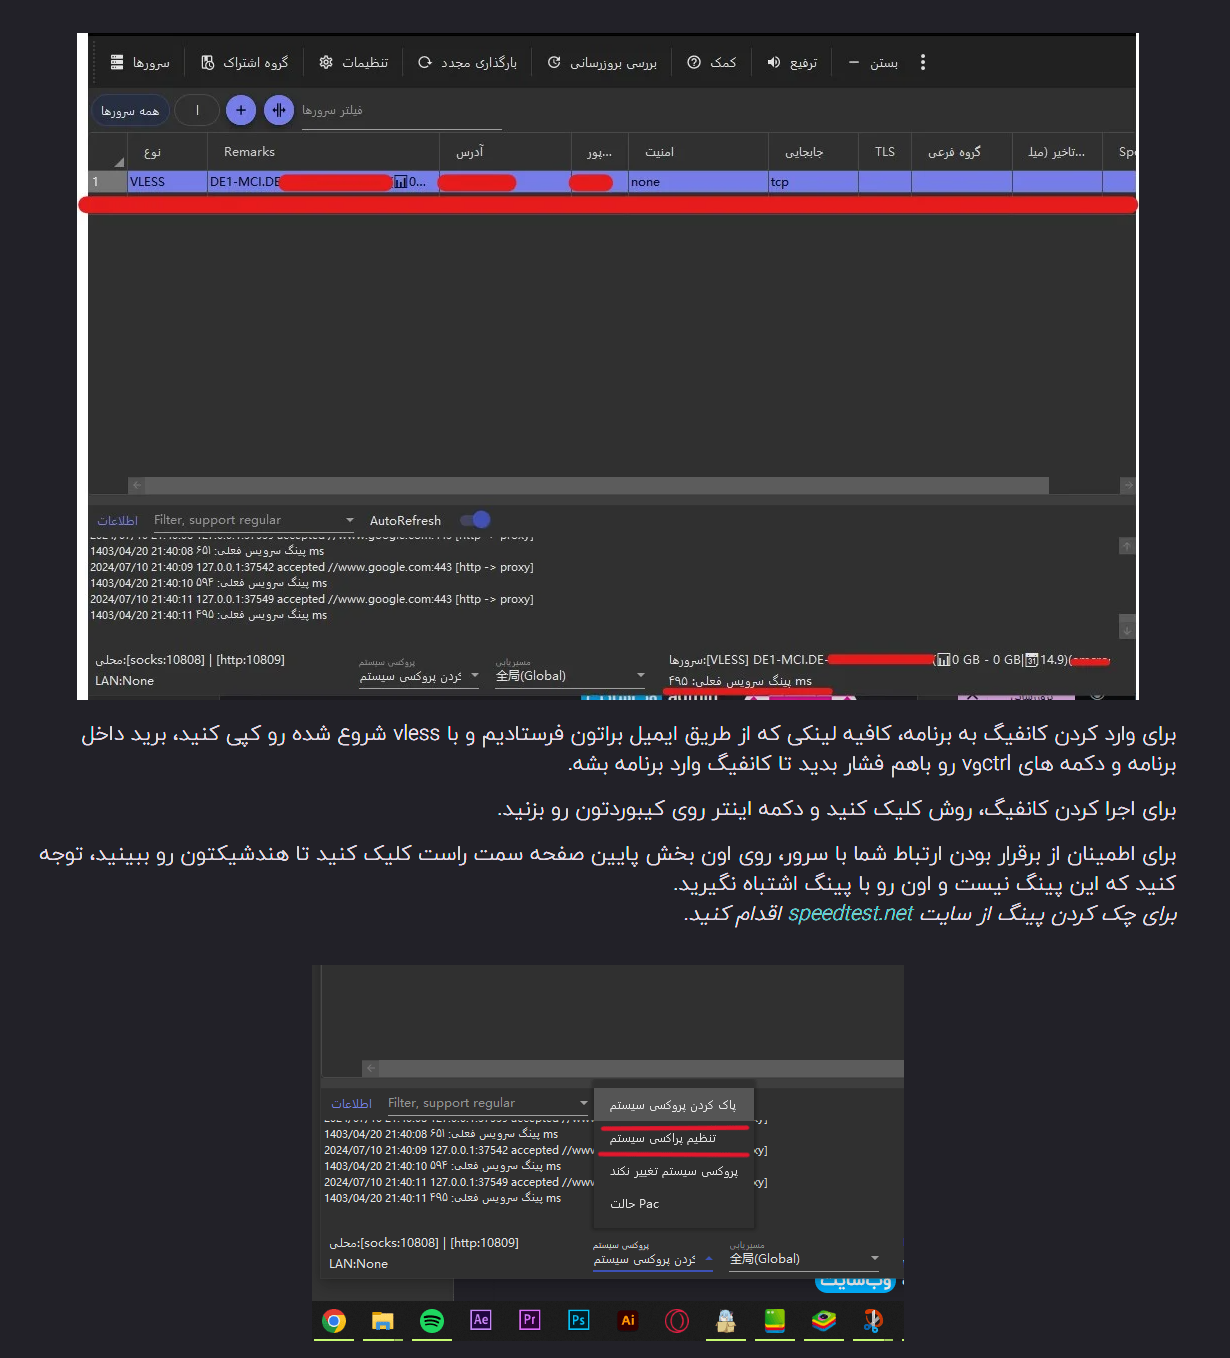 سرورها گروه اشتراک تنظیمات بارگذاری مجدد بررسی بروزرسانی کمک ترفیع بستن
همه سرورها ا فیلتر سرورها
نوع Remarks آدرس پور... امنیت جابجایی TLS گروه فرعی تاخیر (میل... Spe
1 VLESS DE1-MCI.DE 0... none tcp
اطلاعات Filter, support regular AutoRefresh
1403/04/20 21:40:08 پینگ سرویس فعلی: ۶۵۱ ms
2024/07/10 21:40:09 127.0.0.1:37542 accepted //www.google.com:443 [http -> proxy]
1403/04/20 21:40:10 پینگ سرویس فعلی: ۵۹۴ ms
2024/07/10 21:40:11 127.0.0.1:37549 accepted //www.google.com:443 [http -> proxy]
1403/04/20 21:40:11 پینگ سرویس فعلی: ۴۹۵ ms
محلی:[socks:10808] | [http:10809] پروکسی سیستم مسیریابی سرورها:[VLESS] DE1-MCI.DE- 0 GB - 0 GB| 14.9)(
کردن پروکسی سیستم 全局(Global)
LAN:None پینگ سرویس فعلی: ۴۹۵ ms
برای وارد کردن کانفیگ به برنامه، کافیه لینکی که از طریق ایمیل براتون فرستادیم و با vless شروع شده رو کپی کنید، برید داخل
برنامه و دکمه های ctrlوv رو باهم فشار بدید تا کانفیگ وارد برنامه بشه.
برای اجرا کردن کانفیگ، روش کلیک کنید و دکمه اینتر روی کیبوردتون رو بزنید.
برای اطمینان از برقرار بودن ارتباط شما با سرور، روی اون بخش پایین صفحه سمت راست کلیک کنید تا هندشیکتون رو ببینید، توجه
کنید که این پینگ نیست و اون رو با پینگ اشتباه نگیرید.
برای چک کردن پینگ از سایت speedtest.net اقدام کنید.
اطلاعات Filter, support regular پاک کردن پروکسی سیستم
1403/04/20 21:40:08 پینگ سرویس فعلی: ۶۵۱ ms
تنظیم پراکسی سیستم
2024/07/10 21:40:09 127.0.0.1:37542 accepted //www xy]
1403/04/20 21:40:10 پینگ سرویس فعلی: ۵۹۴ ms
پروکسی سیستم تغییر نکند
2024/07/10 21:40:11 127.0.0.1:37549 accepted //www xy]
1403/04/20 21:40:11 پینگ سرویس فعلی: ۴۹۵ ms
حالت Pac
محلی:[socks:10808] | [http:10809] پروکسی سیستم مسیریابی
کردن پروکسی سیستم 全局(Global)
LAN:None
وب‌سایت
Ae Pr Ps Ai